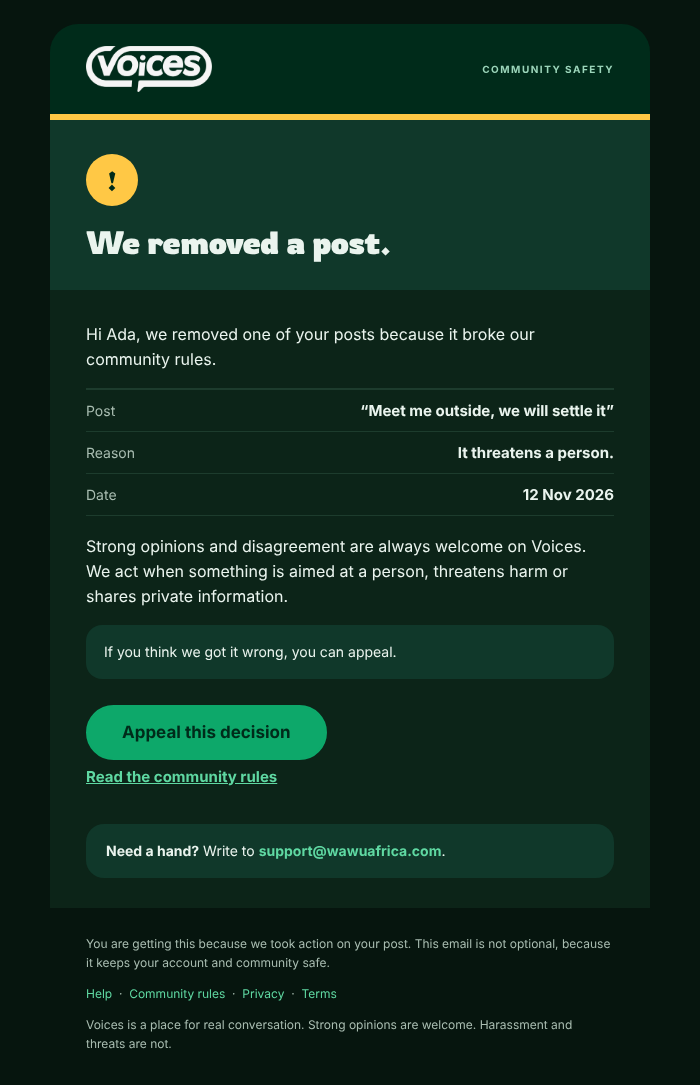 Voices
COMMUNITY SAFETY
!
We removed a post.
Hi Ada, we removed one of your posts because it broke our
community rules.
Post “Meet me outside, we will settle it”
Reason It threatens a person.
Date 12 Nov 2026
Strong opinions and disagreement are always welcome on Voices.
We act when something is aimed at a person, threatens harm or
shares private information.
If you think we got it wrong, you can appeal.
Appeal this decision
Read the community rules
Need a hand? Write to support@wawuafrica.com.
You are getting this because we took action on your post. This email is not optional, because
it keeps your account and community safe.
Help · Community rules · Privacy · Terms
Voices is a place for real conversation. Strong opinions are welcome. Harassment and
threats are not.